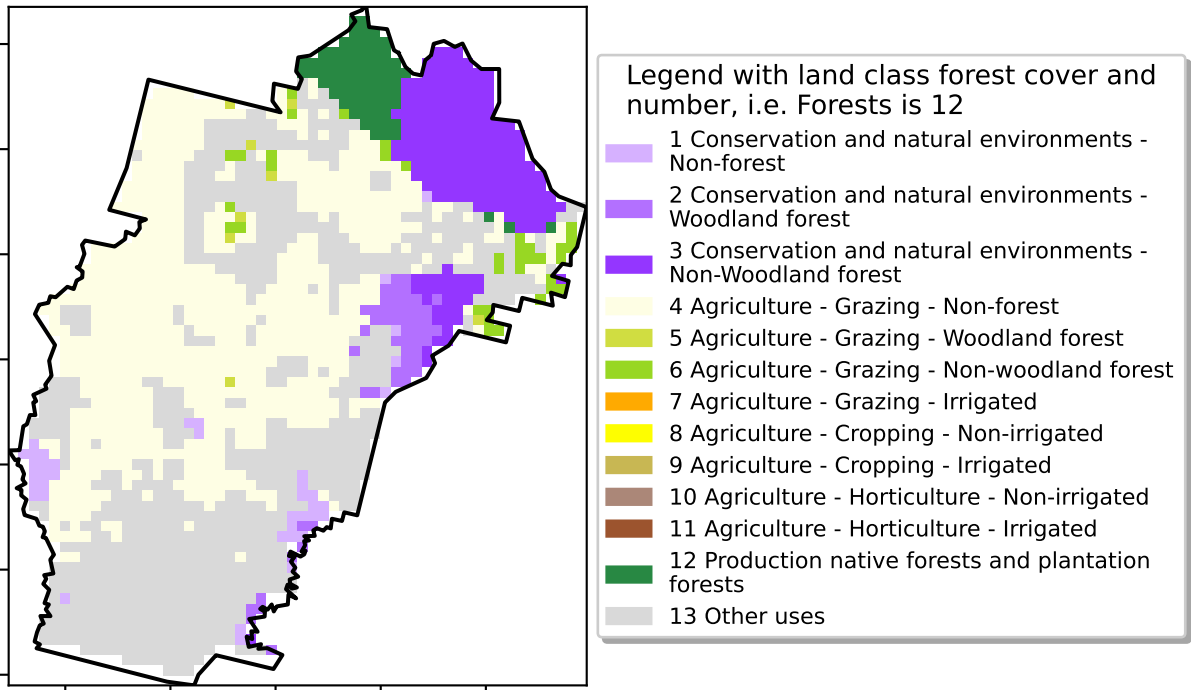 Legend with land class forest cover and
number, i.e. Forests is 12
1 Conservation and natural environments -
Non-forest
2 Conservation and natural environments -
Woodland forest
3 Conservation and natural environments -
Non-Woodland forest
4 Agriculture - Grazing - Non-forest
5 Agriculture - Grazing - Woodland forest
6 Agriculture - Grazing - Non-woodland forest
7 Agriculture - Grazing - Irrigated
8 Agriculture - Cropping - Non-irrigated
9 Agriculture - Cropping - Irrigated
10 Agriculture - Horticulture - Non-irrigated
11 Agriculture - Horticulture - Irrigated
12 Production native forests and plantation
forests
13 Other uses